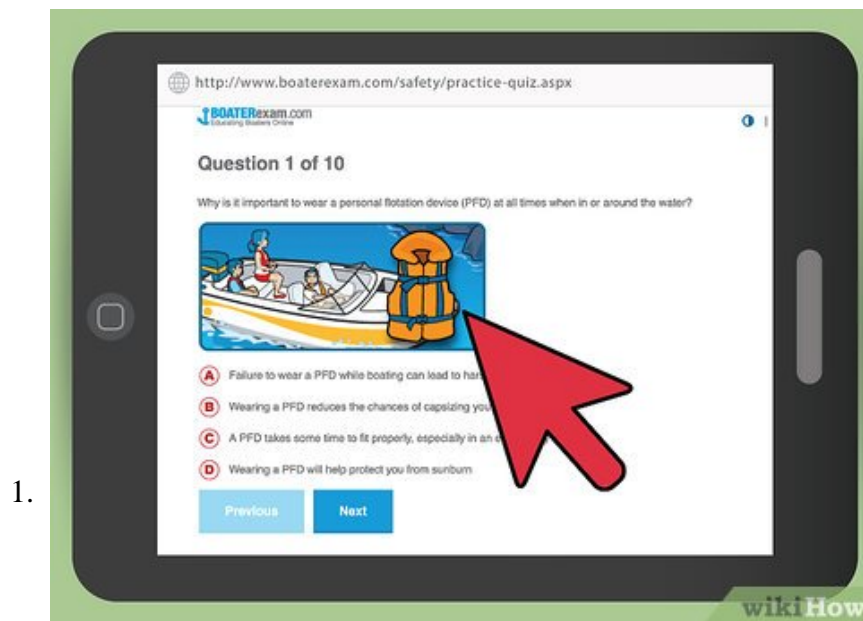 http://www.boaterexam.com/safety/practice-quiz.aspx
BOATERexam.com
Educating Boaters Online
Question 1 of 10
Why is it important to wear a personal flotation device (PFD) at all times when in or around the water?
A Failure to wear a PFD while boating can lead to
B Wearing a PFD reduces the chances of capsizing
C A PFD takes some time to fit properly, especially in an
D Wearing a PFD will help protect you from sunburn
1.
Previous Next
wikiHow